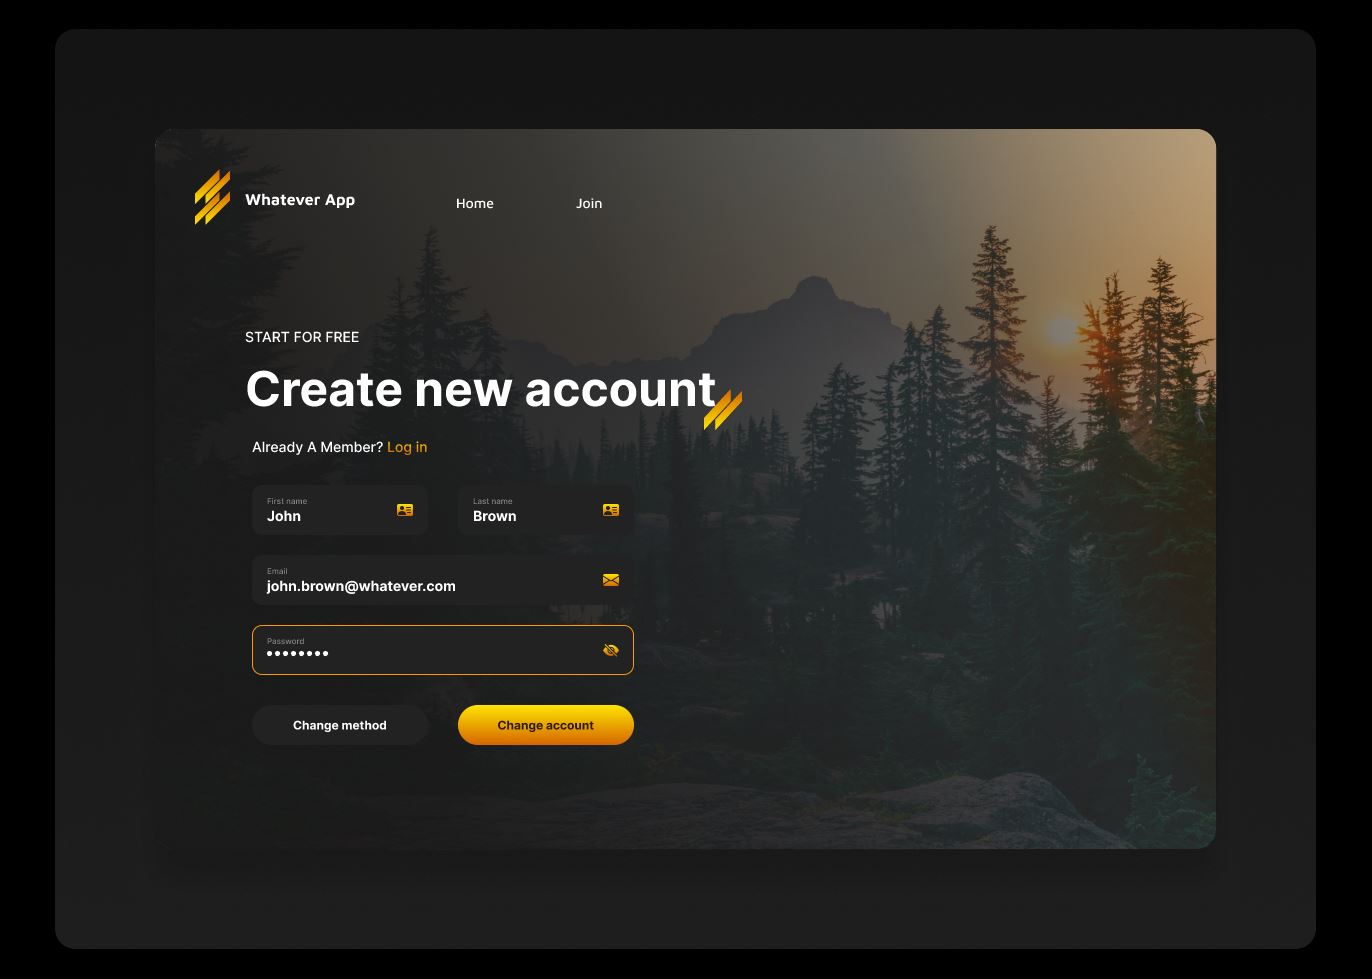 Whatever App
Home
Join
START FOR FREE
Create new account
Already A Member? Log in
First name
John
Last name
Brown
Email
john.brown@whatever.com
Password
••••••••
Change method
Change account